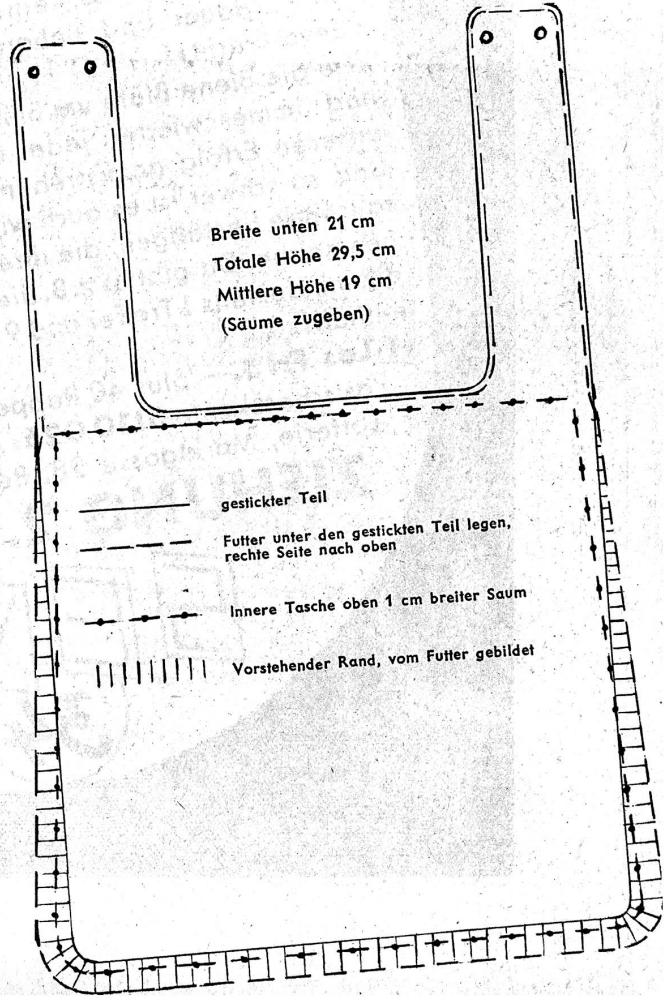 Breite unten 21 cm
Totale Höhe 29,5 cm
Mittlere Höhe 19 cm
(Säume zugeben)
gestickter Teil
Futter unter den gestickten Teil legen,
rechte Seite nach oben
Innere Tasche oben 1 cm breiter Saum
Vorstehender Rand, vom Futter gebildet